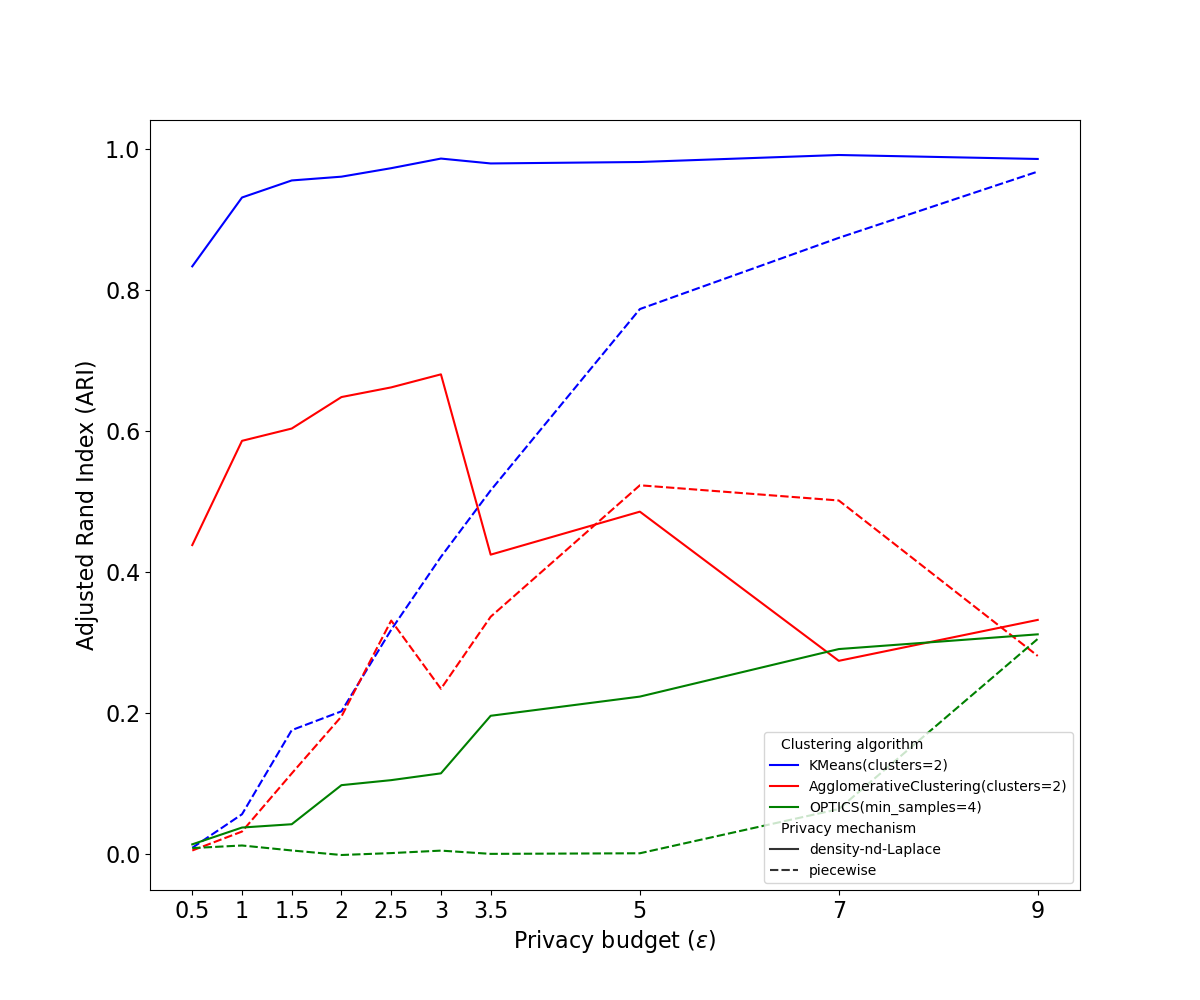 1.0
0.8
0.6
0.4
0.2
0.0
Adjusted Rand Index (ARI)
0.5 1 1.5 2 2.5 3 3.5 5 7 9
Privacy budget (ε)
Clustering algorithm
KMeans(clusters=2)
AgglomerativeClustering(clusters=2)
OPTICS(min_samples=4)
Privacy mechanism
density-nd-Laplace
piecewise